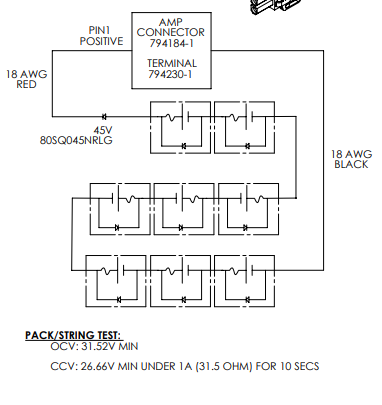 PIN1
POSITIVE
AMP
CONNECTOR
794184-1
TERMINAL
794230-1
18 AWG
RED
45V
80SQ045NRLG
18 AWG
BLACK
PACK/STRING TEST:
OCV: 31.52V MIN
CCV: 26.66V MIN UNDER 1A (31.5 OHM) FOR 10 SECS